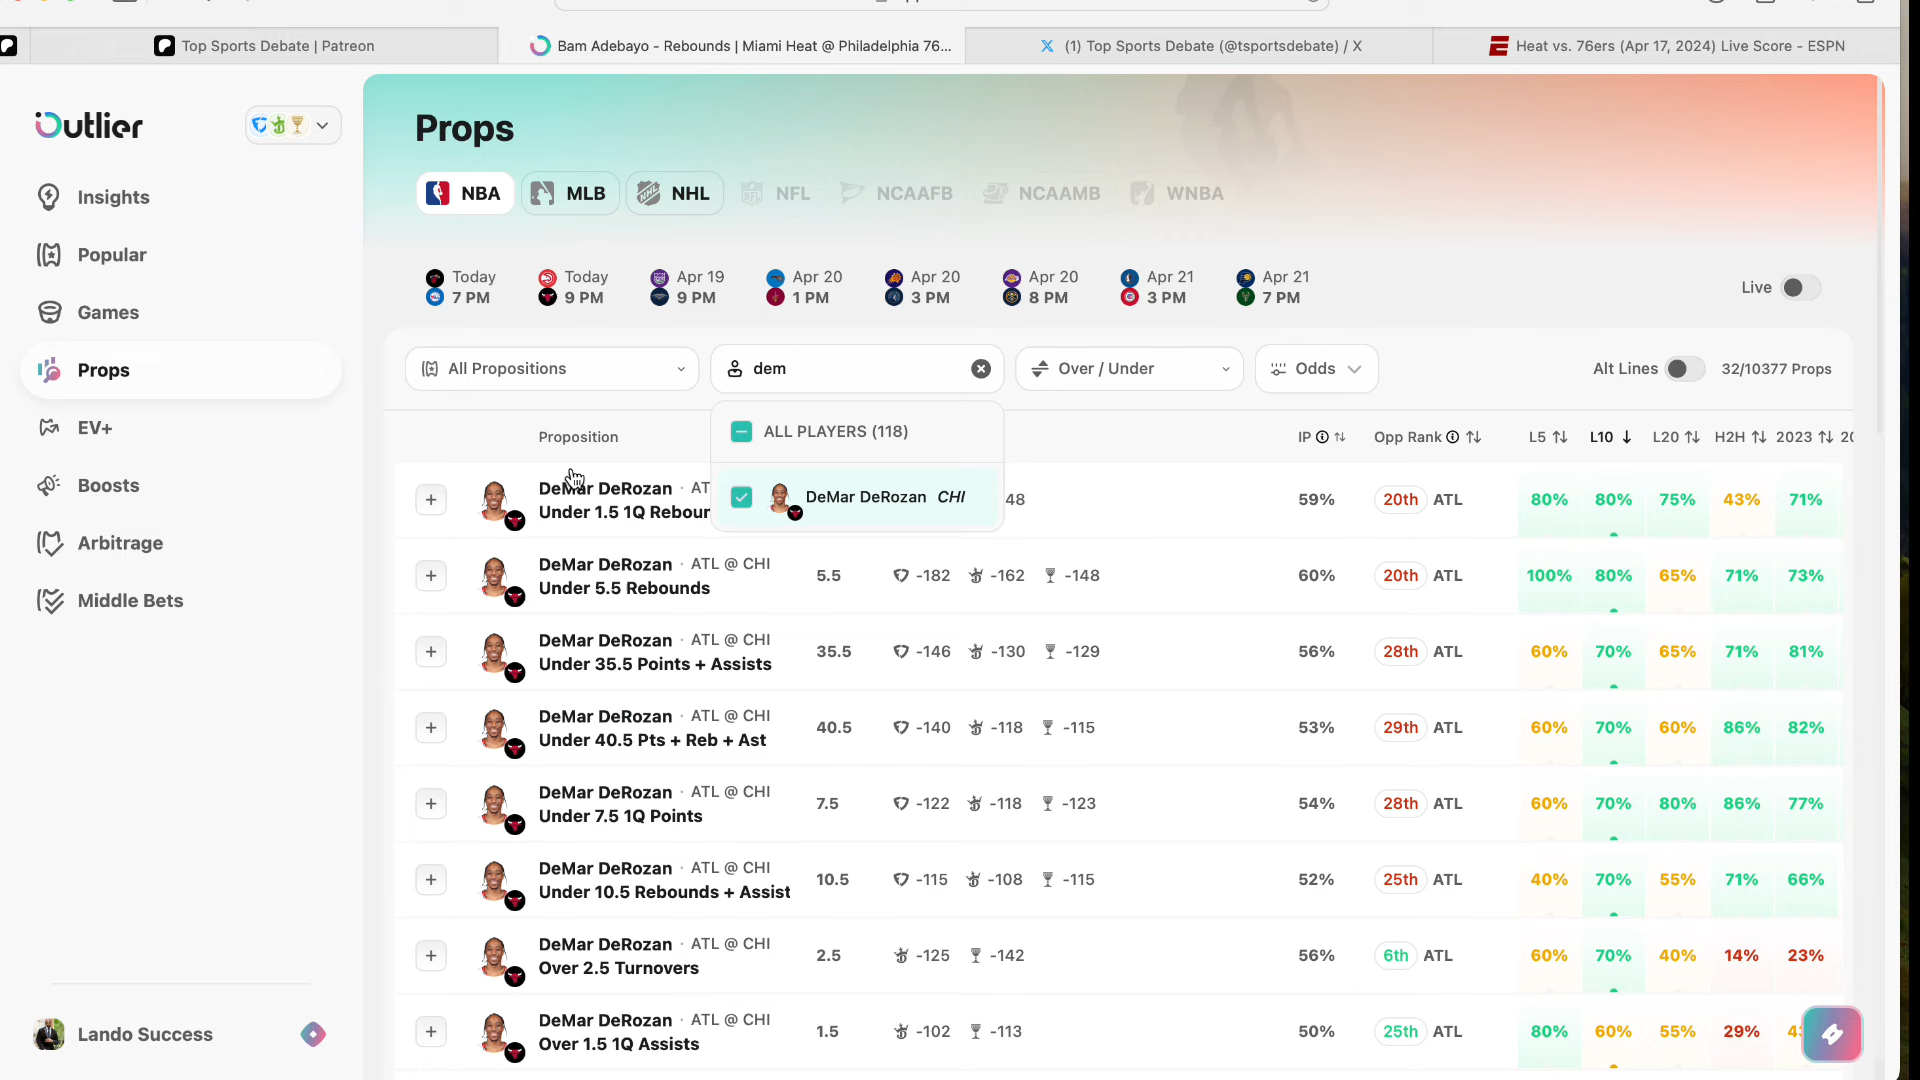 Top Sports Debate | Patreon
Bam Adebayo - Rebounds | Miami Heat @ Philadelphia 76...
(1) Top Sports Debate (@tsportsdebate) / X
Heat vs. 76ers (Apr 17, 2024) Live Score - ESPN
Outlier
Insights
Popular
Games
Props
EV+
Boosts
Arbitrage
Middle Bets
Lando Success
Props
NBA MLB NHL NFL NCAAFB NCAAMB WNBA
Today Today Apr 19 Apr 20 Apr 20 Apr 20 Apr 21 Apr 21
7 PM 9 PM 9 PM 1 PM 3 PM 8 PM 3 PM 7 PM
Live
All Propositions dem Over / Under Odds Alt Lines 32/10377 Props
ALL PLAYERS (118)
DeMar DeRozan CHI
Proposition IP Opp Rank L5 L10 L20 H2H 2023
DeMar DeRozan
Under 1.5 1Q 48 59% 20th ATL 80% 80% 75% 43% 71%
DeMar DeRozan · ATL @ CHI
Under 5.5 Rebounds 5.5 -182 -162 -148 60% 20th ATL 100% 80% 65% 71% 73%
DeMar DeRozan · ATL @ CHI
Under 35.5 Points + Assists 35.5 -146 -130 -129 56% 28th ATL 60% 70% 65% 71% 81%
DeMar DeRozan · ATL @ CHI
Under 40.5 Pts + Reb + Ast 40.5 -140 -118 -115 53% 29th ATL 60% 70% 60% 86% 82%
DeMar DeRozan · ATL @ CHI
Under 7.5 1Q Points 7.5 -122 -118 -123 54% 28th ATL 60% 70% 80% 86% 77%
DeMar DeRozan · ATL @ CHI
Under 10.5 Rebounds + Assist 10.5 -115 -108 -115 52% 25th ATL 40% 70% 55% 71% 66%
DeMar DeRozan · ATL @ CHI
Over 2.5 Turnovers 2.5 -125 -142 56% 6th ATL 60% 70% 40% 14% 23%
DeMar DeRozan · ATL @ CHI
Over 1.5 1Q Assists 1.5 -102 -113 50% 25th ATL 80% 60% 55% 29%